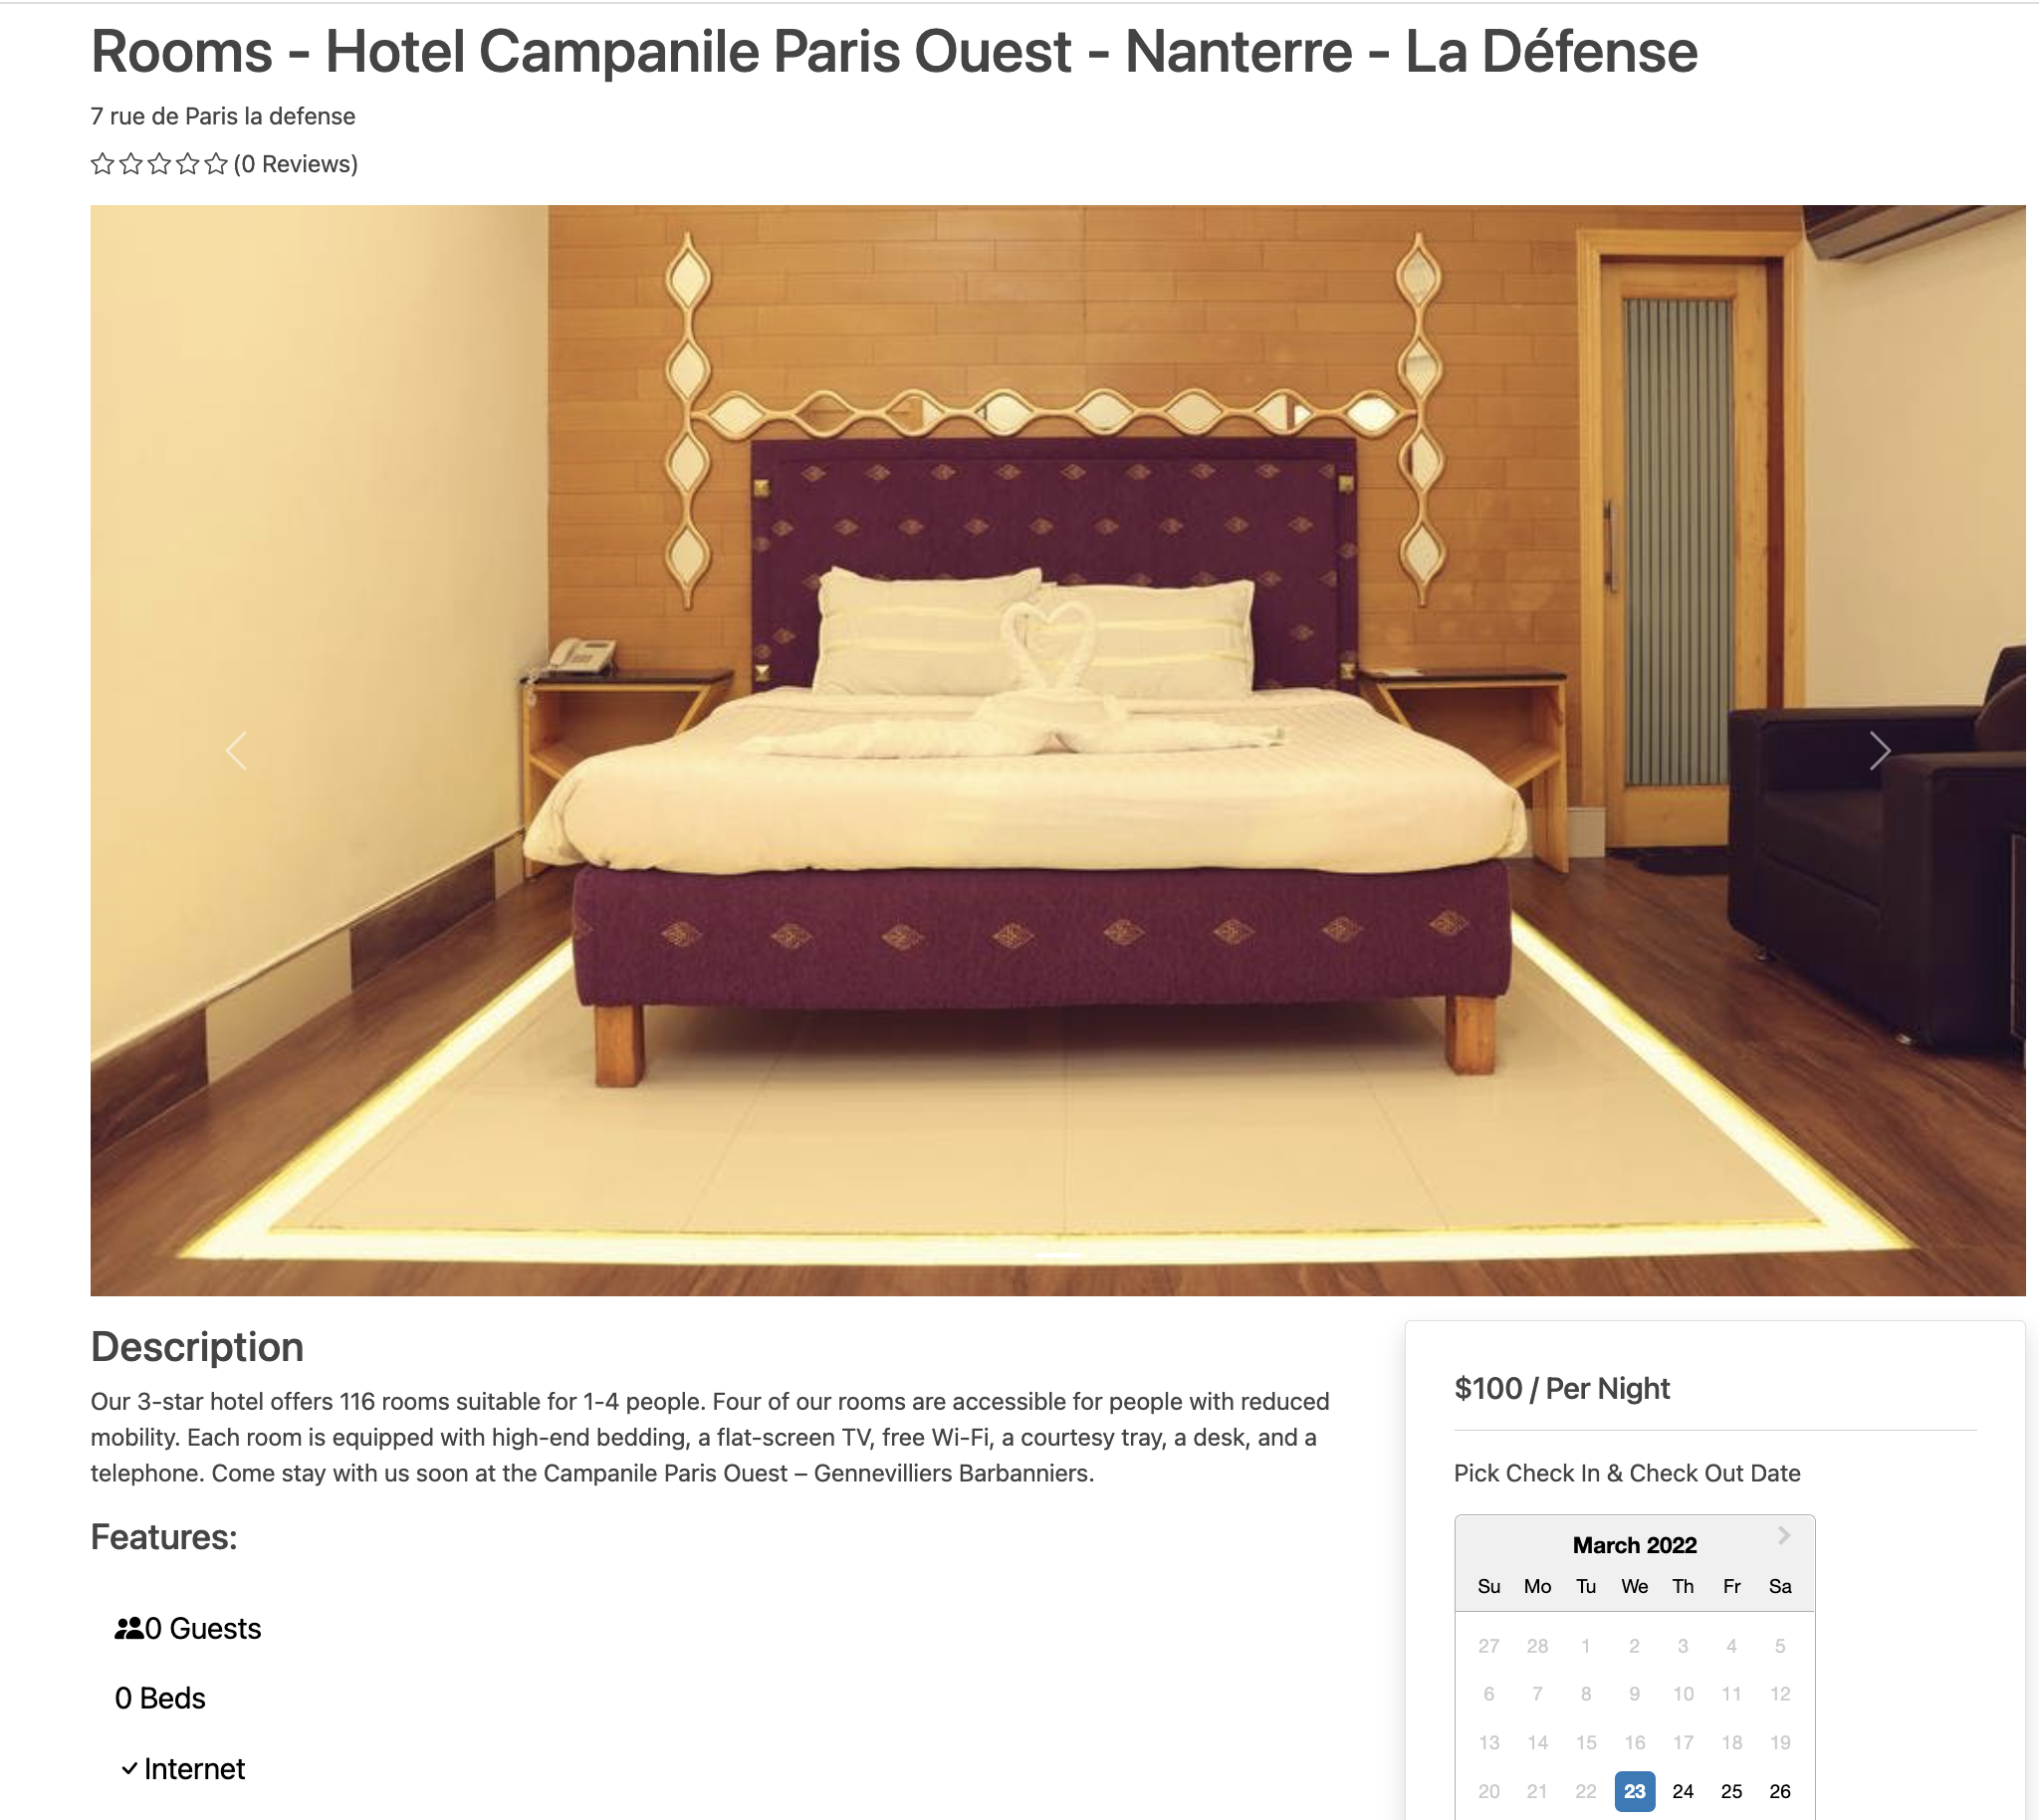 Rooms - Hotel Campanile Paris Ouest - Nanterre - La Défense
7 rue de Paris la defense
(0 Reviews)
Description
Our 3-star hotel offers 116 rooms suitable for 1-4 people. Four of our rooms are accessible for people with reduced
mobility. Each room is equipped with high-end bedding, a flat-screen TV, free Wi-Fi, a courtesy tray, a desk, and a
telephone. Come stay with us soon at the Campanile Paris Ouest – Gennevilliers Barbanniers.
Features:
0 Guests
0 Beds
Internet
$100 / Per Night
Pick Check In & Check Out Date
March 2022
Su Mo Tu We Th Fr Sa
27 28 1 2 3 4 5
6 7 8 9 10 11 12
13 14 15 16 17 18 19
20 21 22 23 24 25 26